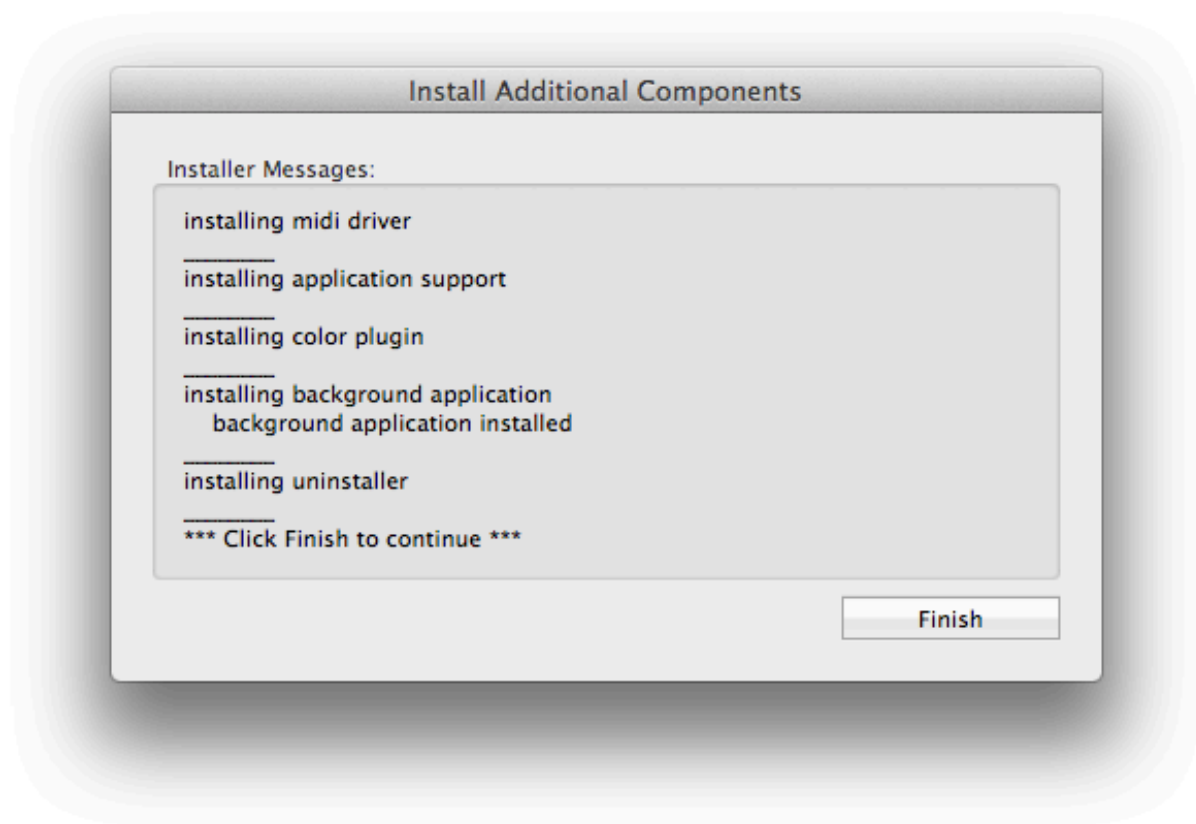 Install Additional Components
Installer Messages:
installing midi driver
________
installing application support
________
installing color plugin
________
installing background application
background application installed
________
installing uninstaller
________
*** Click Finish to continue ***
Finish